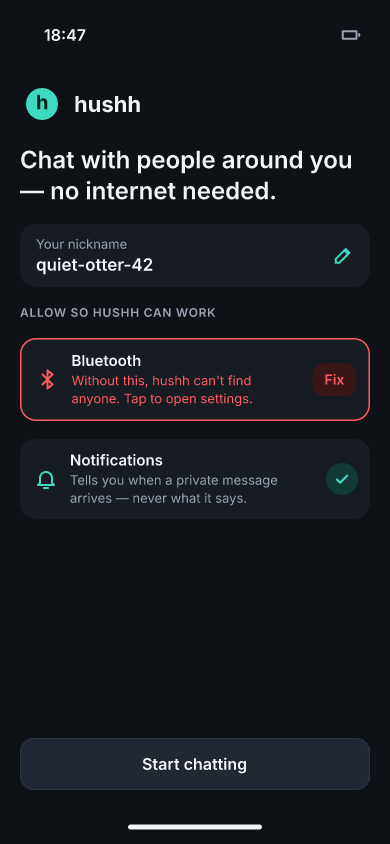 18:47
h hushh
Chat with people around you
— no internet needed.
Your nickname
quiet-otter-42
ALLOW SO HUSHH CAN WORK
Bluetooth
Without this, hushh can't find
anyone. Tap to open settings.
Fix
Notifications
Tells you when a private message
arrives — never what it says.
Start chatting